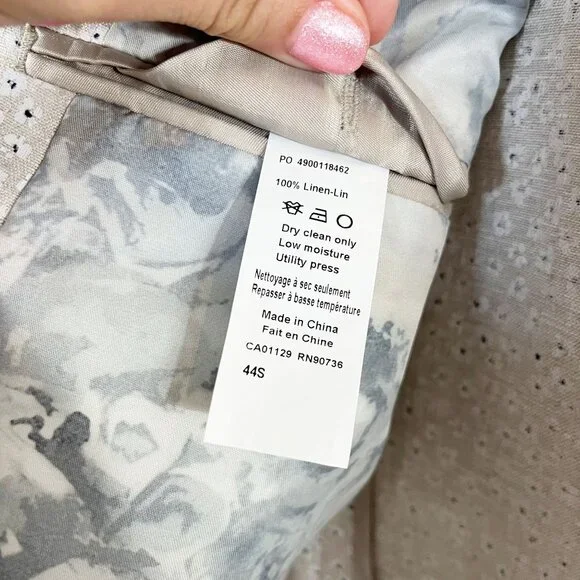 PO 4900118462
100% Linen-Lin
Dry clean only
Low moisture
Utility press
Nettoyage à sec seulement
Repasser à basse température
Made in China
Fait en Chine
CA01129 RN90736
44S